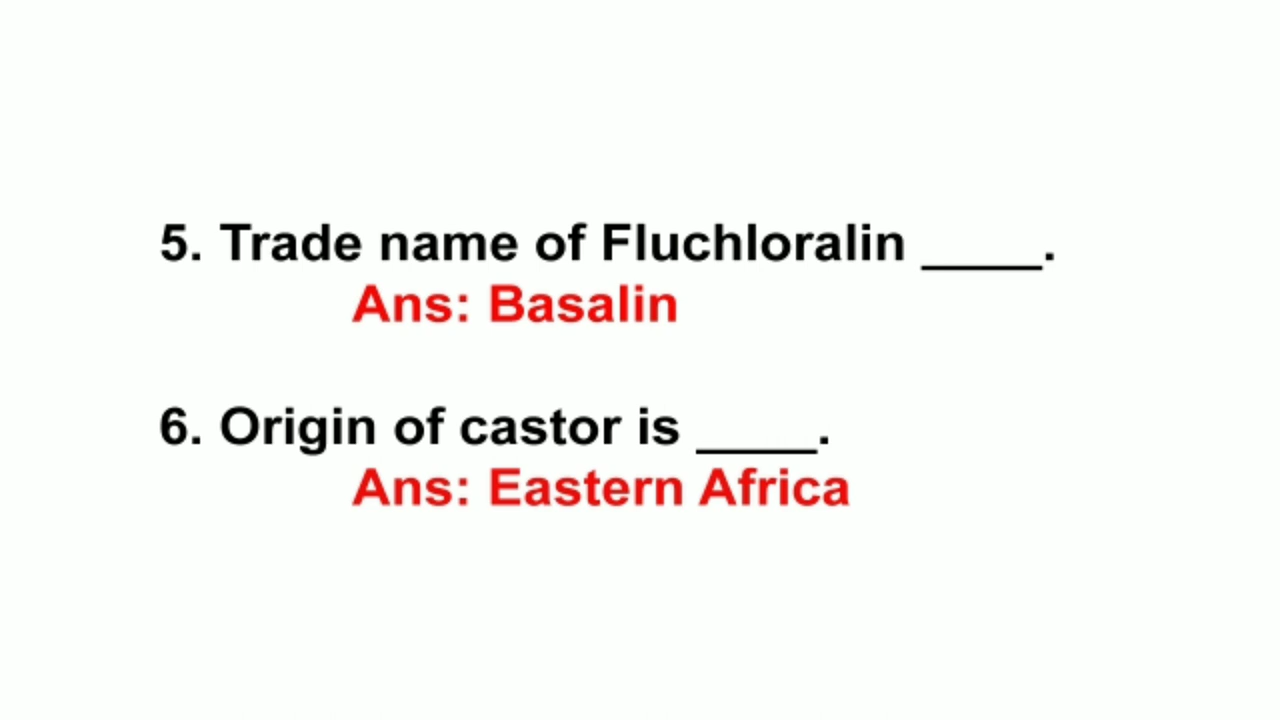 5. Trade name of Fluchloralin ____.
Ans: Basalin
6. Origin of castor is ____.
Ans: Eastern Africa